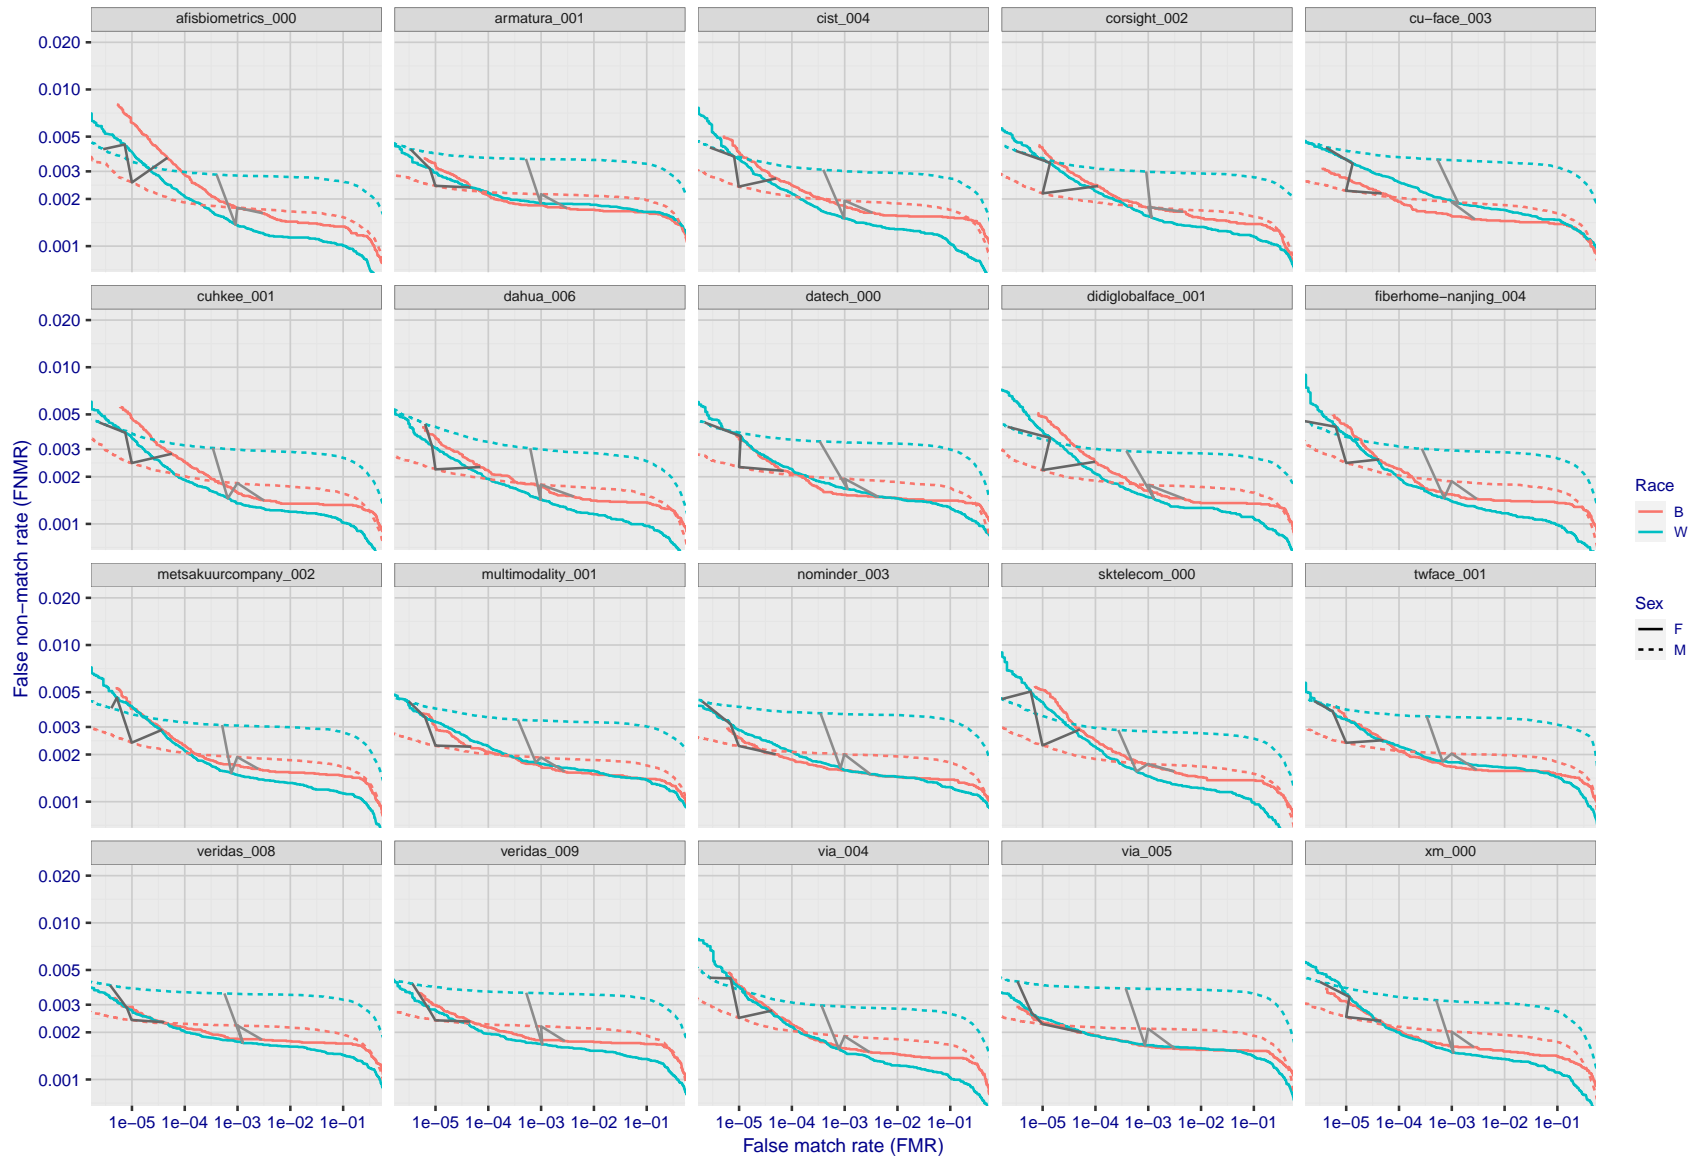 afisbiometrics_000 armatura_001 cist_004 corsight_002 cu−face_003
0.020
0.010
0.005
0.003
0.002
0.001
cuhkee_001 dahua_006 datech_000 didiglobalface_001 fiberhome−nanjing_004
0.020
0.010
0.005
0.003
0.002
0.001
metsakuurcompany_002 multimodality_001 nominder_003 sktelecom_000 twface_001
0.020
0.010
0.005
0.003
0.002
0.001
veridas_008 veridas_009 via_004 via_005 xm_000
0.020
0.010
0.005
0.003
0.002
0.001
1e−05 1e−04 1e−03 1e−02 1e−01 1e−05 1e−04 1e−03 1e−02 1e−01 1e−05 1e−04 1e−03 1e−02 1e−01 1e−05 1e−04 1e−03 1e−02 1e−01 1e−05 1e−04 1e−03 1e−02 1e−01
False match rate (FMR)
False non−match rate (FNMR)
Race
B
W
Sex
F
M